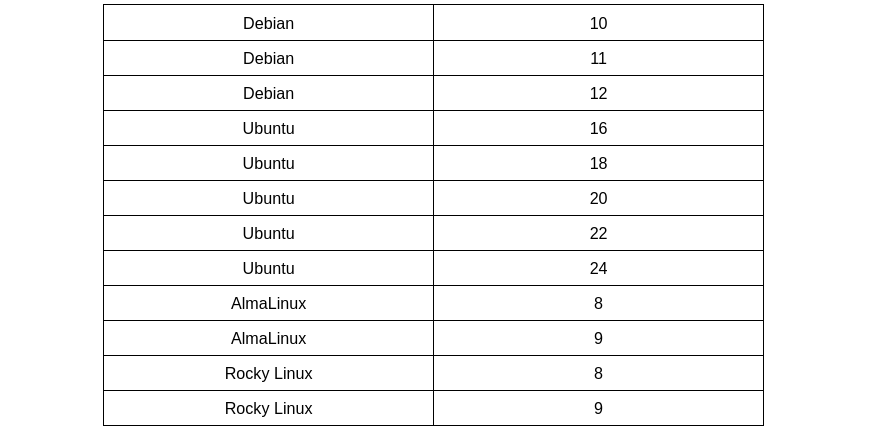 Debian 10
Debian 11
Debian 12
Ubuntu 16
Ubuntu 18
Ubuntu 20
Ubuntu 22
Ubuntu 24
AlmaLinux 8
AlmaLinux 9
Rocky Linux 8
Rocky Linux 9